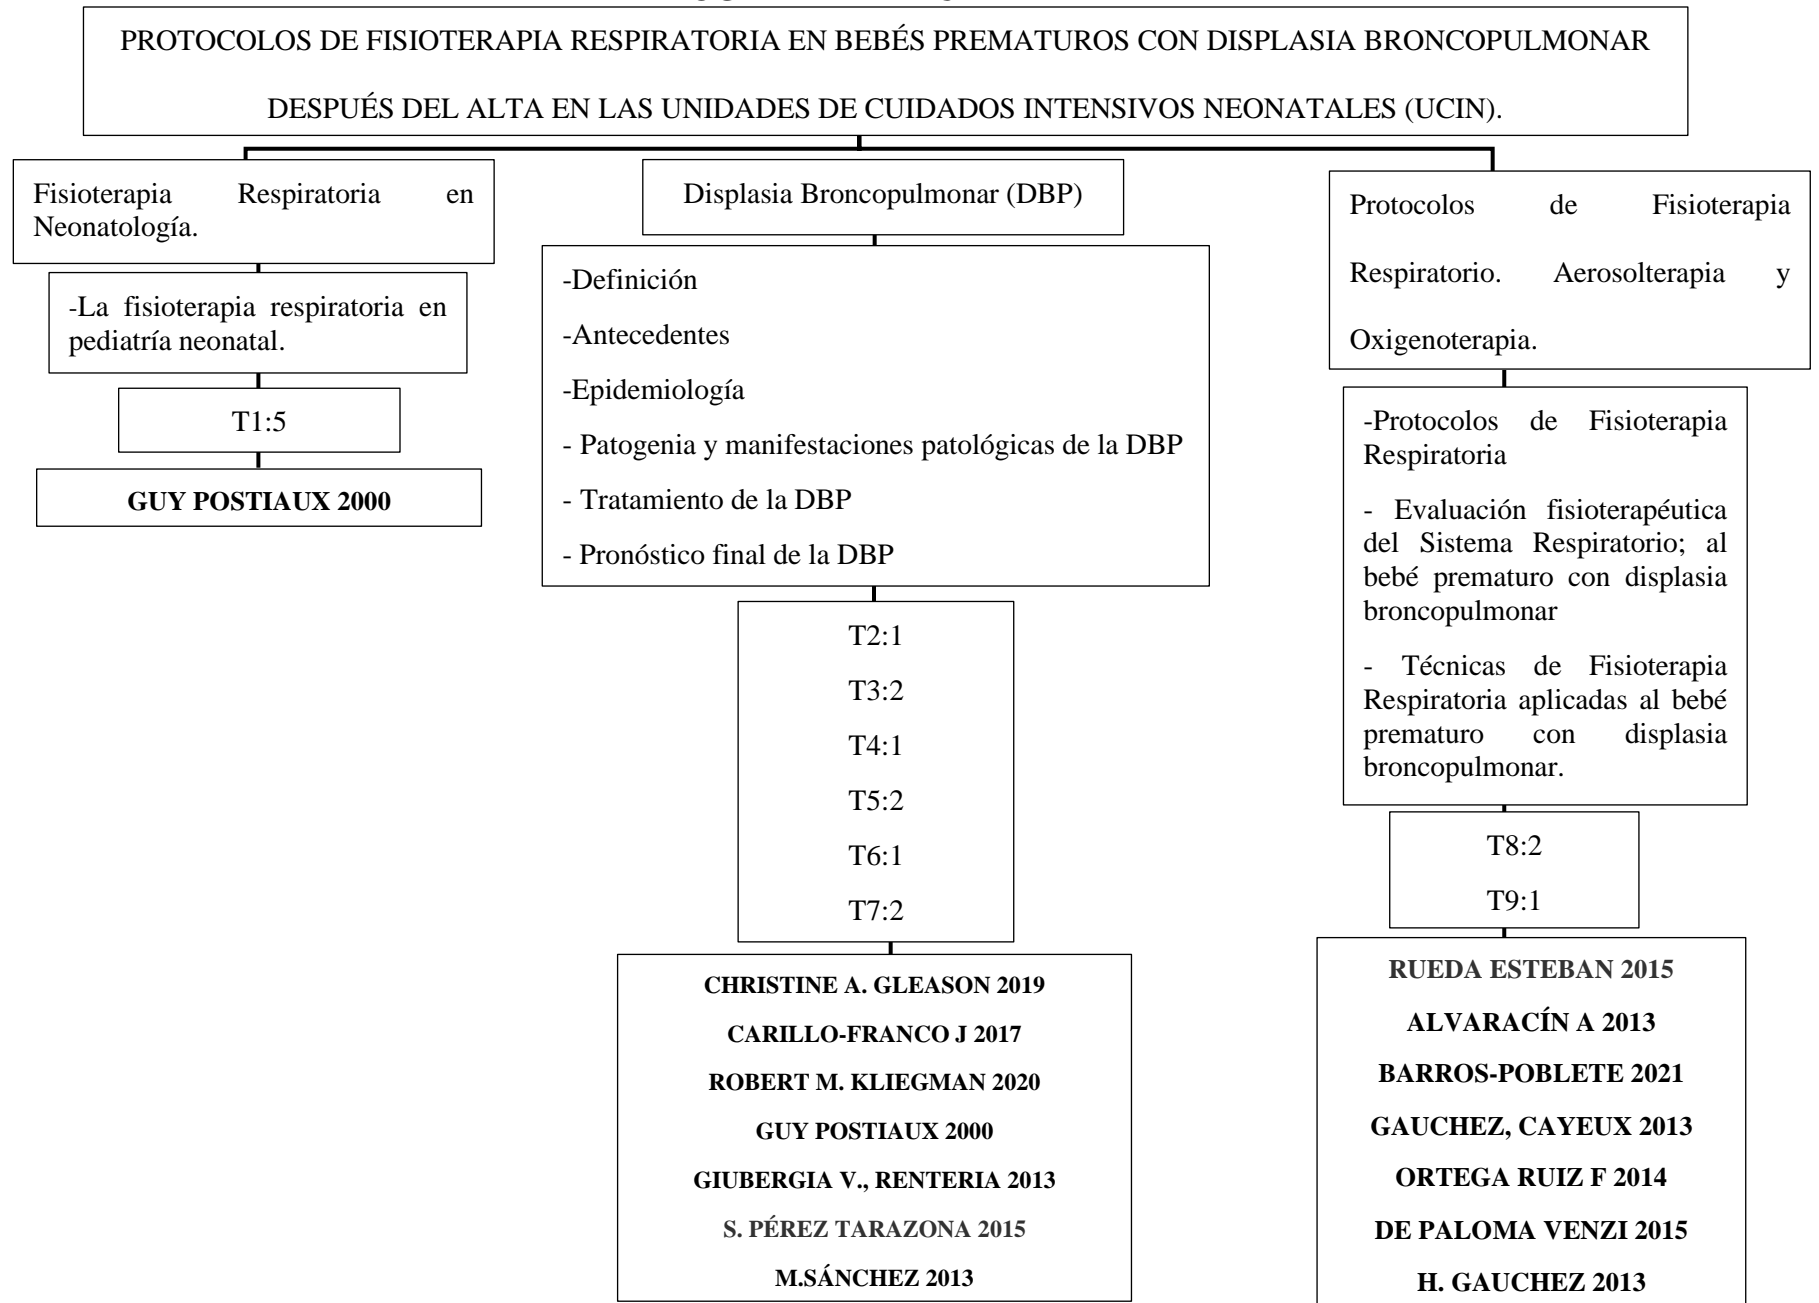 PROTOCOLOS DE FISIOTERAPIA RESPIRATORIA EN BEBÉS PREMATUROS CON DISPLASIA BRONCOPULMONAR
DESPUÉS DEL ALTA EN LAS UNIDADES DE CUIDADOS INTENSIVOS NEONATALES (UCIN).
Fisioterapia Respiratoria en
Neonatología.
-La fisioterapia respiratoria en
pediatría neonatal.
T1:5
GUY POSTIAUX 2000
Displasia Broncopulmonar (DBP)
-Definición
-Antecedentes
-Epidemiología
- Patogenia y manifestaciones patológicas de la DBP
- Tratamiento de la DBP
- Pronóstico final de la DBP
T2:1
T3:2
T4:1
T5:2
T6:1
T7:2
CHRISTINE A. GLEASON 2019
CARILLO-FRANCO J 2017
ROBERT M. KLIEGMAN 2020
GUY POSTIAUX 2000
GIUBERGIA V., RENTERIA 2013
S. PÉREZ TARAZONA 2015
M.SÁNCHEZ 2013
Protocolos de Fisioterapia
Respiratorio. Aerosolterapia y
Oxigenoterapia.
-Protocolos de Fisioterapia
Respiratoria
- Evaluación fisioterapéutica
del Sistema Respiratorio; al
bebé prematuro con displasia
broncopulmonar
- Técnicas de Fisioterapia
Respiratoria aplicadas al bebé
prematuro con displasia
broncopulmonar.
T8:2
T9:1
RUEDA ESTEBAN 2015
ALVARACÍN A 2013
BARROS-POBLETE 2021
GAUCHEZ, CAYEUX 2013
ORTEGA RUIZ F 2014
DE PALOMA VENZI 2015
H. GAUCHEZ 2013